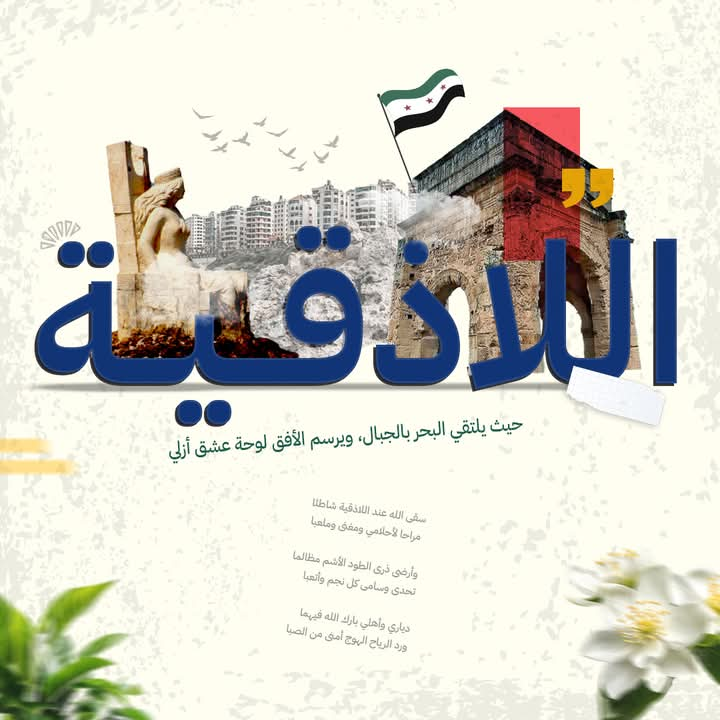 اللاذقية
حيث يلتقي البحر بالجبال، ويرسم الأفق لوحة عشق أزلي
سقى الله عند اللاذقية شاطئا
مراحا لأحلامي ومغنى وملعبا
وأرضى ذرى الطود الأشم مظالما
تحدى وسامى كل نجم وأتعبا
دياري وأهلي بارك الله فيهما
ورد الرياح الهوج أمنى من الصبا